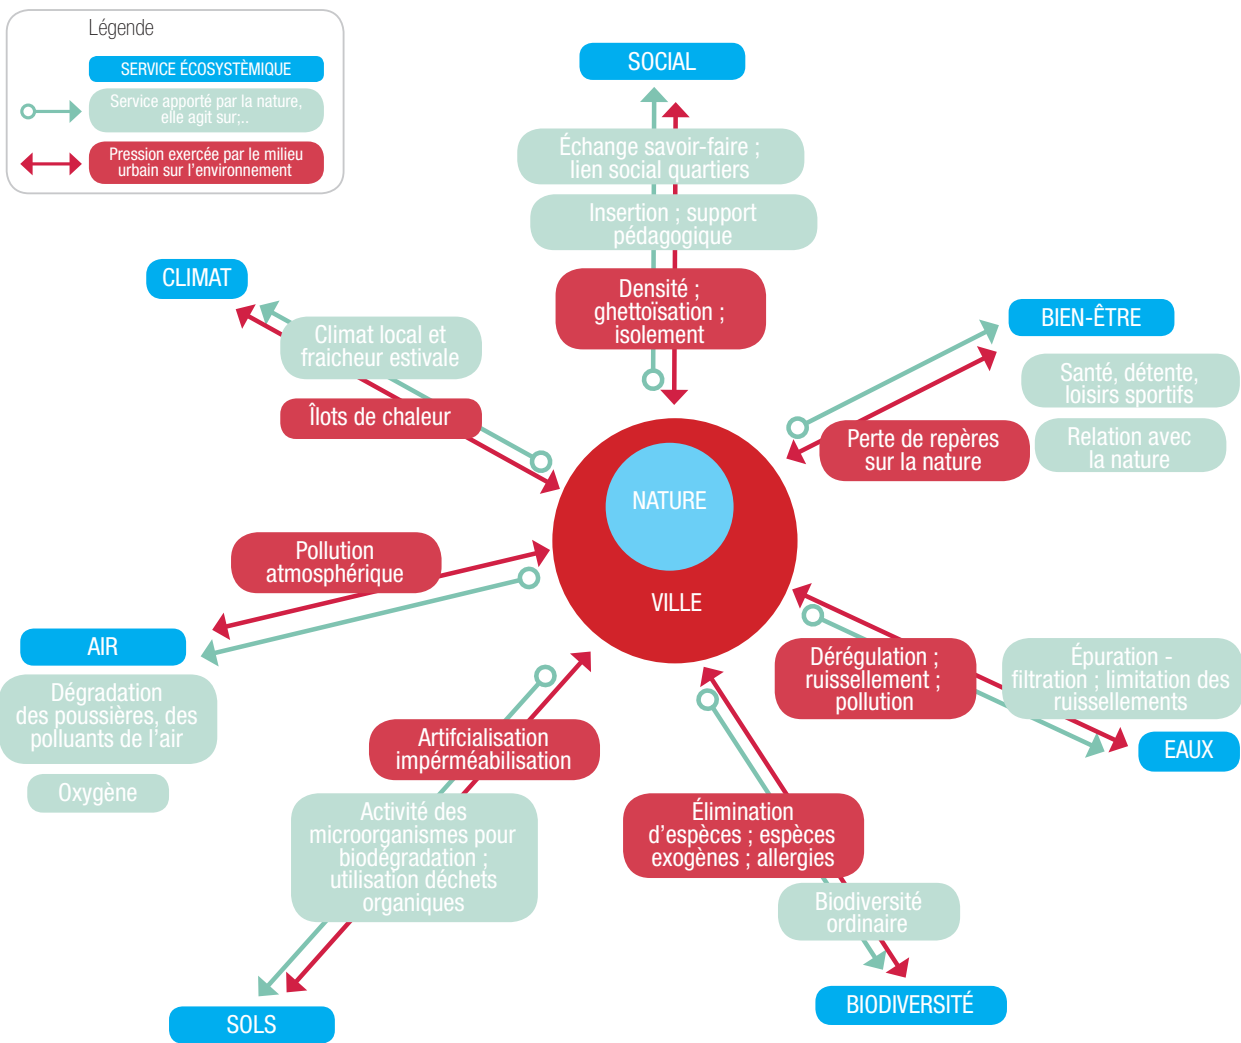 Légende
SERVICE ÉCOSYSTÈMIQUE
Service apporté par la nature,
elle agit sur;..
Pression exercée par le milieu
urbain sur l'environnement
SOCIAL
Échange savoir-faire ;
lien social quartiers
Insertion ; support
pédagogique
Densité ;
ghettoïsation ;
isolement
CLIMAT
Climat local et
fraicheur estivale
Îlots de chaleur
BIEN-ÊTRE
Santé, détente,
loisirs sportifs
Relation avec
la nature
Perte de repères
sur la nature
NATURE
VILLE
Pollution
atmosphérique
AIR
Dégradation
des poussières, des
polluants de l'air
Oxygène
Dérégulation ;
ruissellement ;
pollution
Épuration -
filtration ; limitation des
ruissellements
EAUX
Artifcialisation
impérméabilisation
Activité des
microorganismes pour
biodégradation ;
utilisation déchets
organiques
SOLS
Élimination
d'espèces ; espèces
exogènes ; allergies
Biodiversité
ordinaire
BIODIVERSITÉ